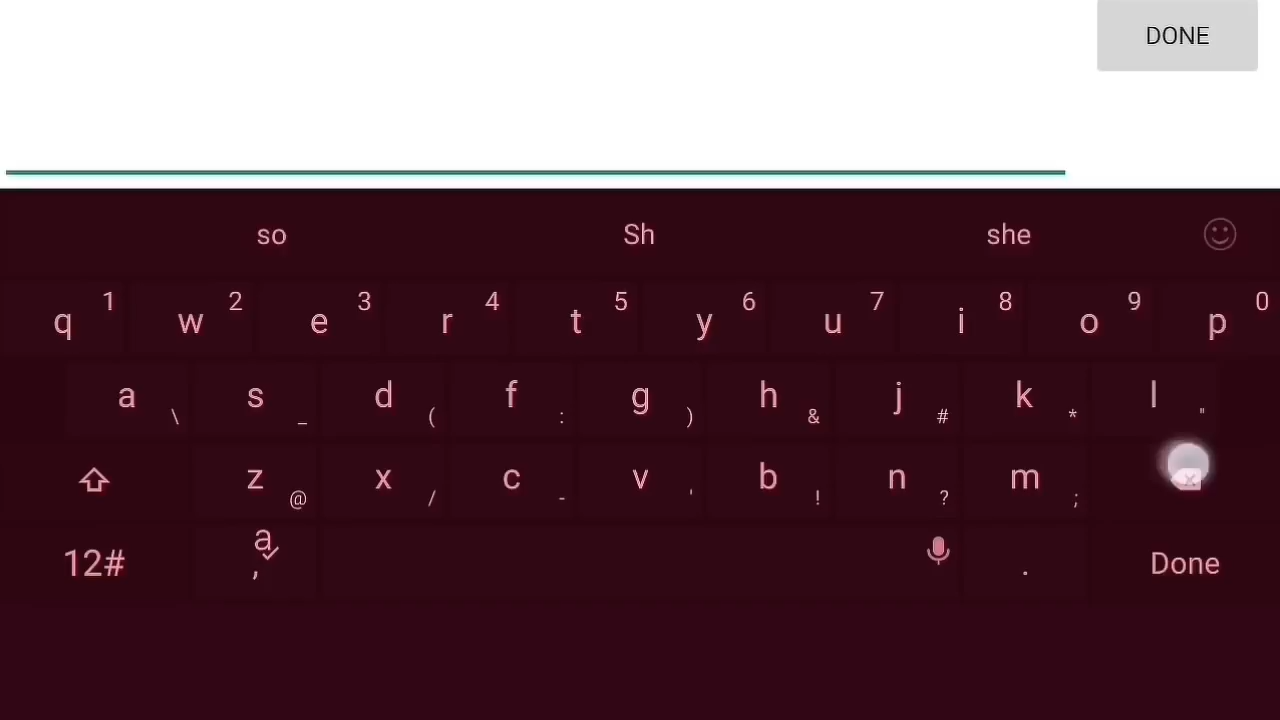 DONE
so Sh she
q 1 w 2 e 3 r 4 t 5 y 6 u 7 i 8 o 9 p 0
a \ s _ d ( f : g ) h & j # k * l "
z @ x / c - v ' b ! n ? m ;
12# a , . Done